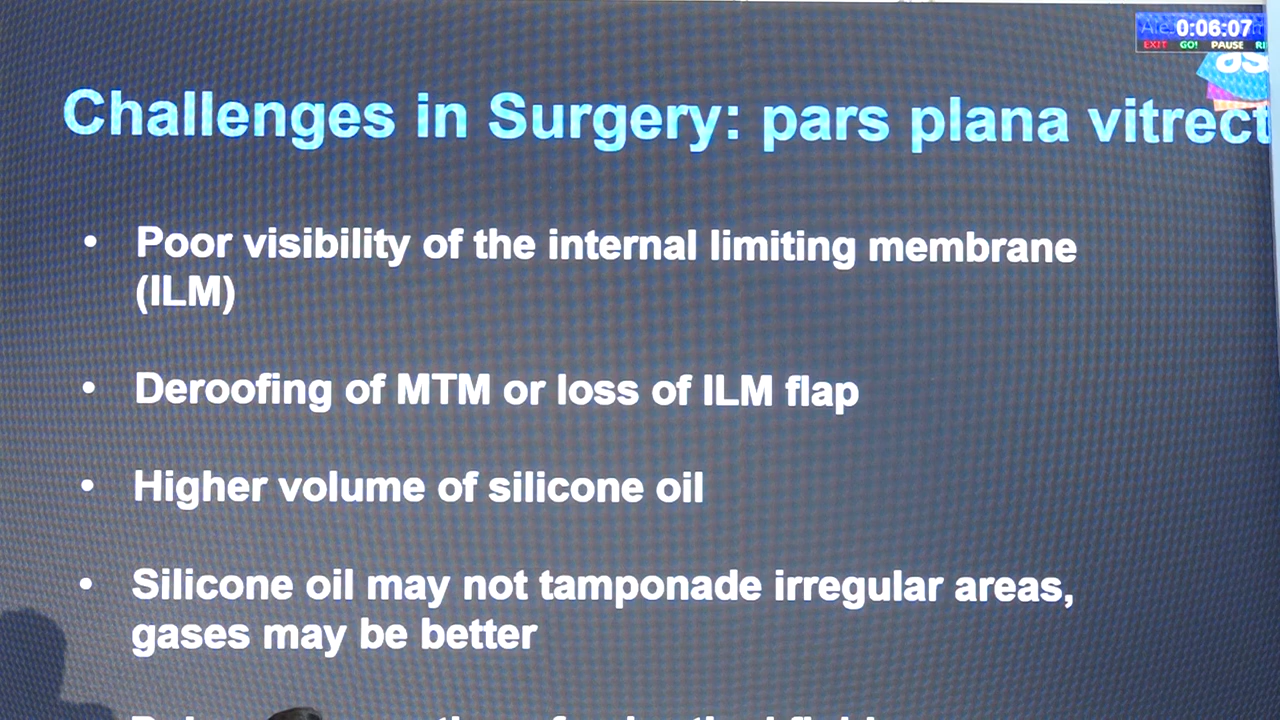 0:06:07
EXIT GO! PAUSE
Challenges in Surgery: pars plana vitrect
• Poor visibility of the internal limiting membrane
(ILM)
• Deroofing of MTM or loss of ILM flap
• Higher volume of silicone oil
• Silicone oil may not tamponade irregular areas,
gases may be better